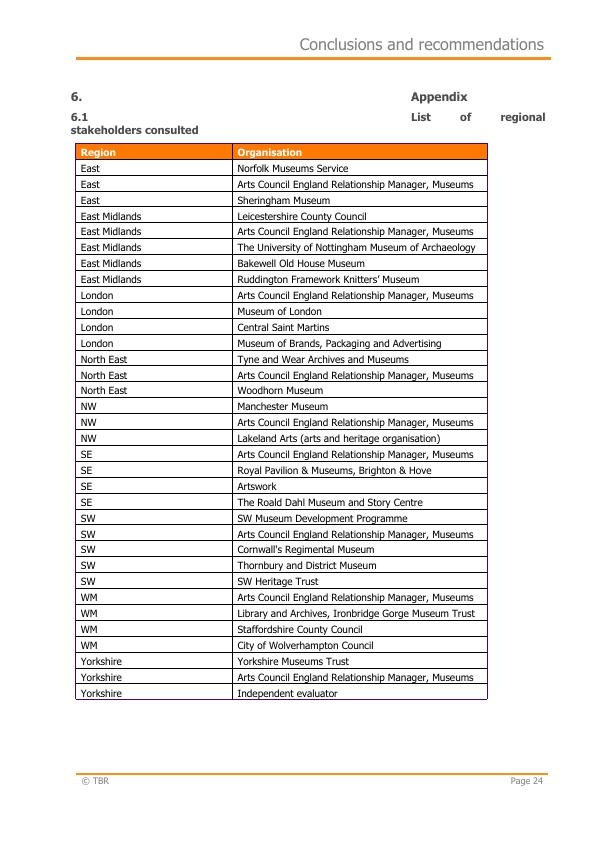 Conclusions and recommendations
6. Appendix
6.1 List of regional
stakeholders consulted
Region Organisation
East Norfolk Museums Service
East Arts Council England Relationship Manager, Museums
East Sheringham Museum
East Midlands Leicestershire County Council
East Midlands Arts Council England Relationship Manager, Museums
East Midlands The University of Nottingham Museum of Archaeology
East Midlands Bakewell Old House Museum
East Midlands Ruddington Framework Knitters’ Museum
London Arts Council England Relationship Manager, Museums
London Museum of London
London Central Saint Martins
London Museum of Brands, Packaging and Advertising
North East Tyne and Wear Archives and Museums
North East Arts Council England Relationship Manager, Museums
North East Woodhorn Museum
NW Manchester Museum
NW Arts Council England Relationship Manager, Museums
NW Lakeland Arts (arts and heritage organisation)
SE Arts Council England Relationship Manager, Museums
SE Royal Pavilion & Museums, Brighton & Hove
SE Artswork
SE The Roald Dahl Museum and Story Centre
SW SW Museum Development Programme
SW Arts Council England Relationship Manager, Museums
SW Cornwall's Regimental Museum
SW Thornbury and District Museum
SW SW Heritage Trust
WM Arts Council England Relationship Manager, Museums
WM Library and Archives, Ironbridge Gorge Museum Trust
WM Staffordshire County Council
WM City of Wolverhampton Council
Yorkshire Yorkshire Museums Trust
Yorkshire Arts Council England Relationship Manager, Museums
Yorkshire Independent evaluator
© TBR Page 24